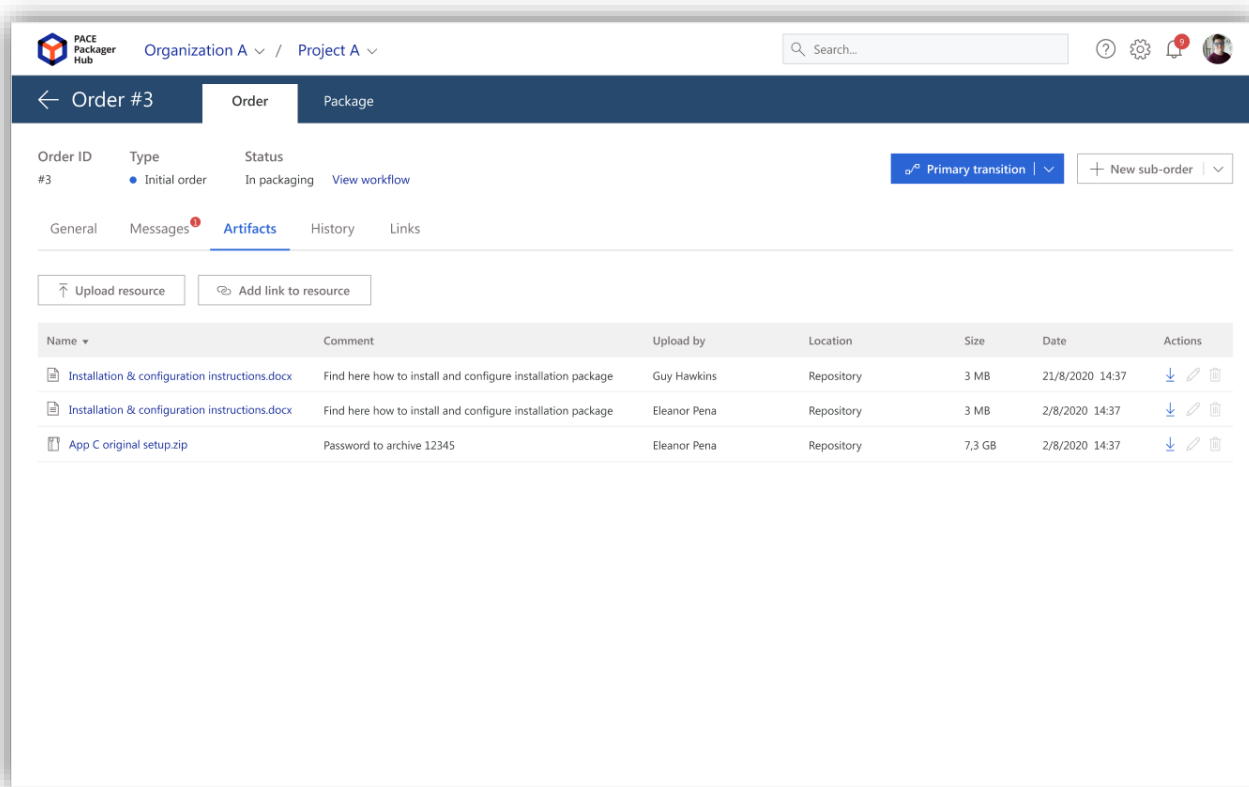 PACE
Packager
Hub
Organization A / Project A
Search...
9
Order #3 Order Package
Order ID Type Status
#3 Initial order In packaging View workflow
Primary transition New sub-order
General Messages 1 Artifacts History Links
Upload resource Add link to resource
Name Comment Upload by Location Size Date Actions
Installation & configuration instructions.docx Find here how to install and configure installation package Guy Hawkins Repository 3 MB 21/8/2020 14:37
Installation & configuration instructions.docx Find here how to install and configure installation package Eleanor Pena Repository 3 MB 2/8/2020 14:37
App C original setup.zip Password to archive 12345 Eleanor Pena Repository 7,3 GB 2/8/2020 14:37